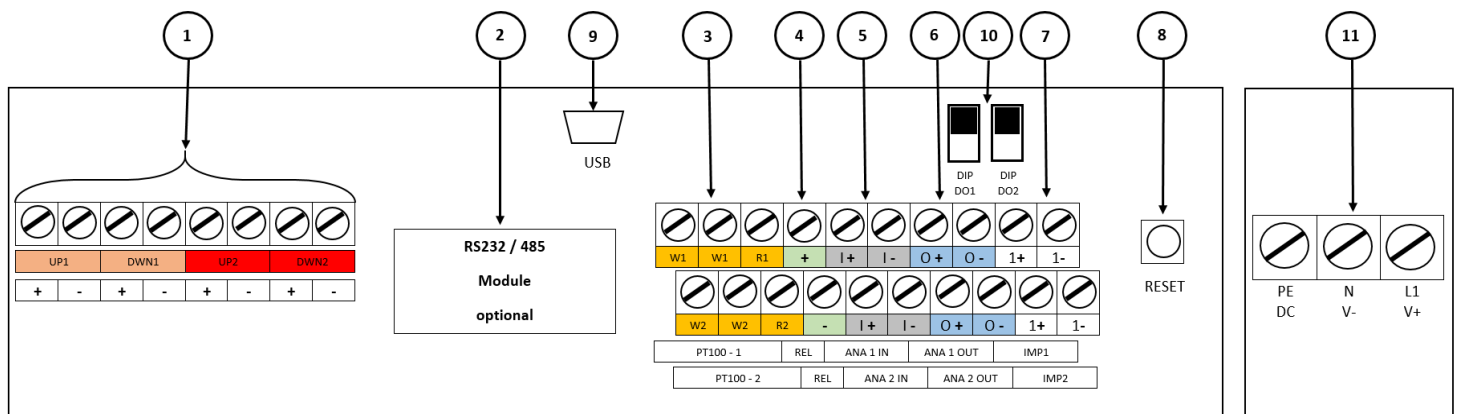 1 2 9 3 4 5 6 10 7 8 11
USB
DIP DIP
DO1 DO2
RS232 / 485
Module
optional
UP1 DWN1 UP2 DWN2
+ - + - + - + -
W1 W1 R1 + I+ I- O+ O- 1+ 1-
W2 W2 R2 - I+ I- O+ O- 1+ 1-
PT100 - 1 REL ANA 1 IN ANA 1 OUT IMP1
PT100 - 2 REL ANA 2 IN ANA 2 OUT IMP2
RESET
PE N L1
DC V- V+